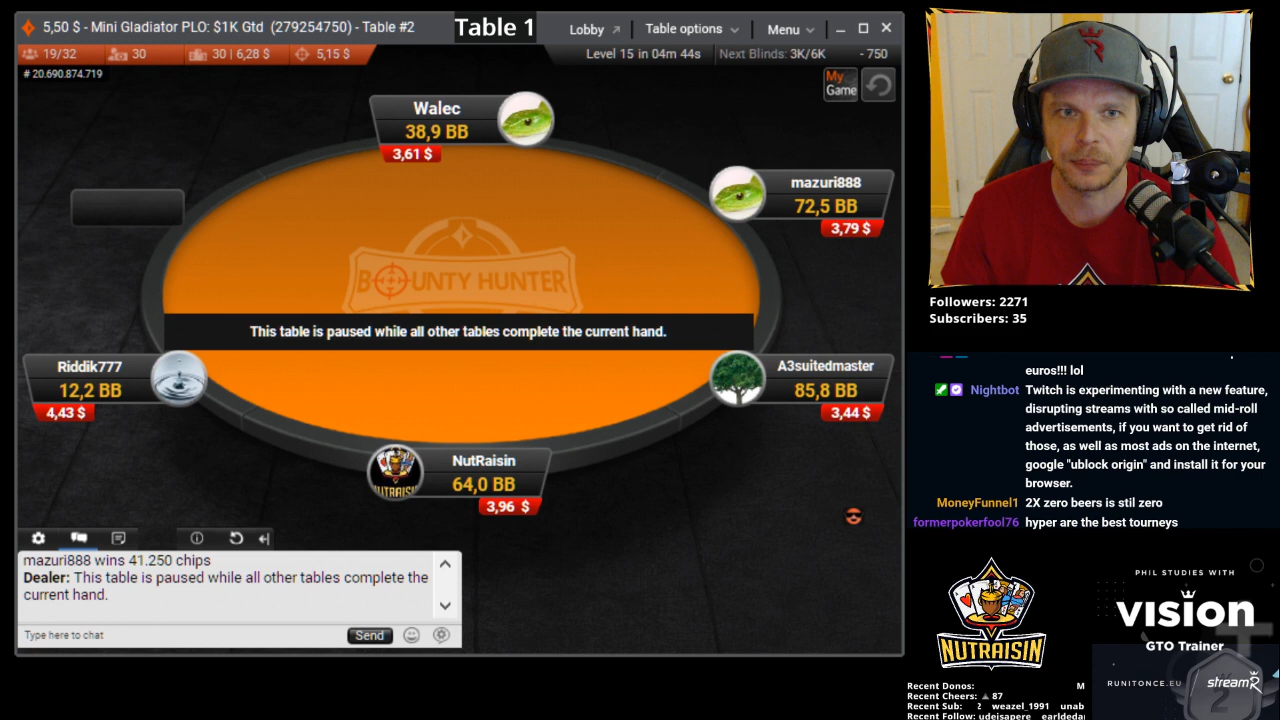 5,50 $ - Mini Gladiator PLO: $1K Gtd (279254750) - Table #2
Table 1
Lobby
Table options
Menu
19/32
30
30 | 6,28 $
5,15 $
Level 15 in 04m 44s
Next Blinds: 3K/6K
- 750
# 20.690.874.719
My Game
Walec
38,9 BB
3,61 $
mazuri888
72,5 BB
3,79 $
BOUNTY HUNTER
This table is paused while all other tables complete the current hand.
Riddik777
12,2 BB
4,43 $
A3suitedmaster
85,8 BB
3,44 $
NutRaisin
64,0 BB
3,96 $
NUTRAISIN
mazuri888 wins 41.250 chips
Dealer: This table is paused while all other tables complete the
current hand.
Type here to chat
Send
Followers: 2271
Subscribers: 35
euros!!! lol
Nightbot Twitch is experimenting with a new feature,
disrupting streams with so called mid-roll
advertisements, if you want to get rid of
those, as well as most ads on the internet,
google "ublock origin" and install it for your
browser.
MoneyFunnel1 2X zero beers is stil zero
formerpokerfool76 hyper are the best tourneys
NUTRAISIN
PHIL STUDIES WITH
vision
GTO Trainer
RUNITONCE.EU
streamR
2
Recent Donos: M
Recent Cheers: 87
Recent Sub: 2 weazel_1991 unab
Recent Follow: udeisapere earldeda